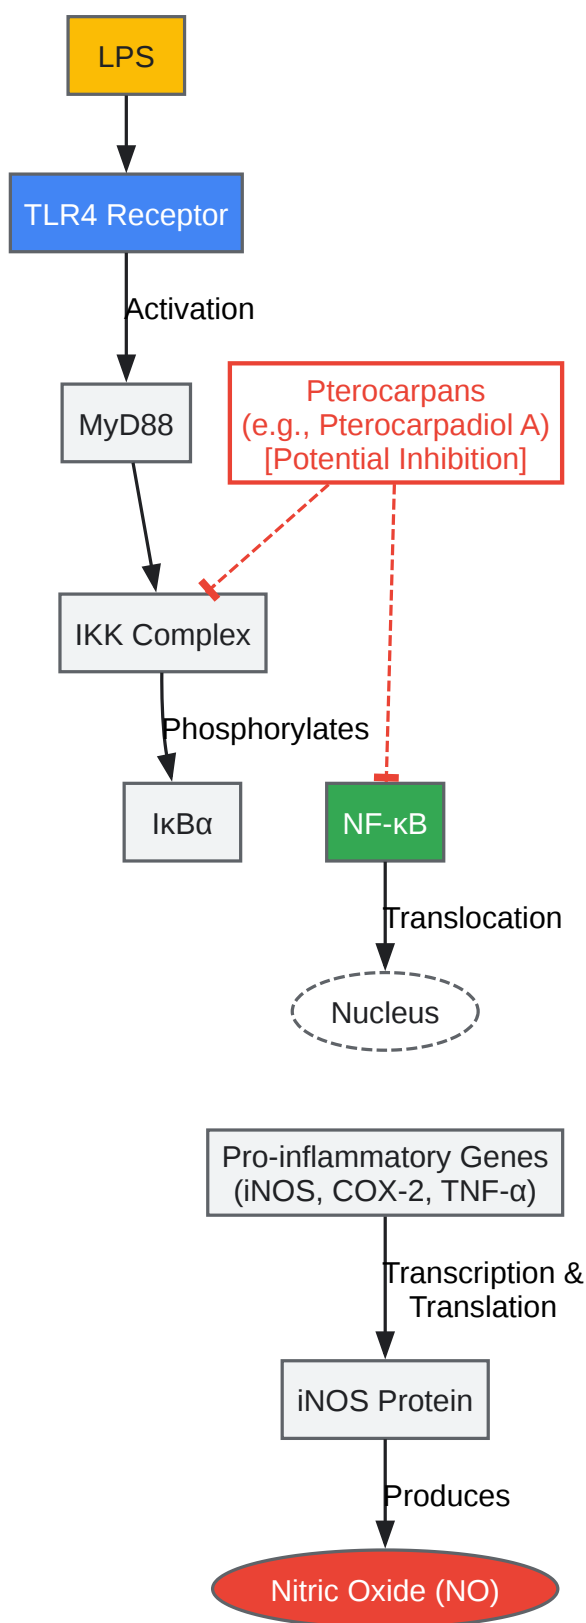 LPS
TLR4 Receptor
Activation
MyD88
Pterocarpans
(e.g., Pterocarpadiol A)
[Potential Inhibition]
IKK Complex
Phosphorylates
IκBα
NF-κB
Translocation
Nucleus
Pro-inflammatory Genes
(iNOS, COX-2, TNF-α)
Transcription &
Translation
iNOS Protein
Produces
Nitric Oxide (NO)